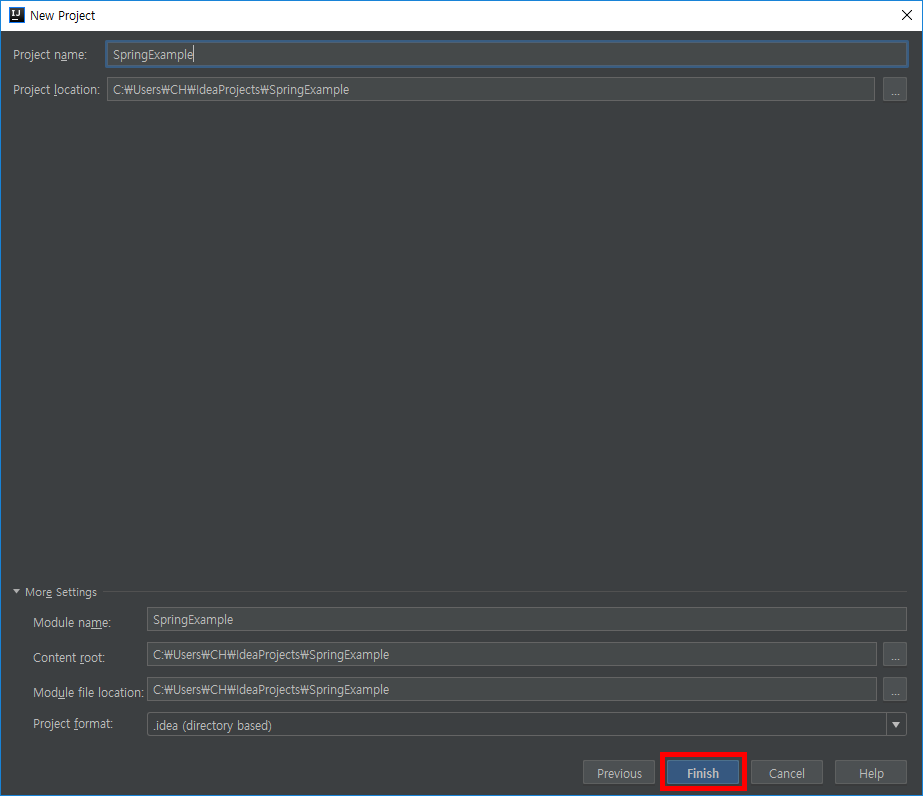 IJ New Project
Project name: SpringExample
Project location: C:₩Users₩CH₩IdeaProjects₩SpringExample ...
More Settings
Module name: SpringExample
Content root: C:₩Users₩CH₩IdeaProjects₩SpringExample ...
Module file location: C:₩Users₩CH₩IdeaProjects₩SpringExample ...
Project format: .idea (directory based)
Previous Finish Cancel Help